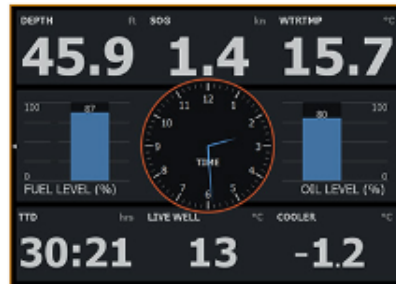 DEPTH ft SOG kn WTRTMP °C
45.9 1.4 15.7
100 87 80 100
12
11 1
10 2
9 3
TIME
8 4
7 5
6
0 0
FUEL LEVEL (%) OIL LEVEL (%)
TTD hrs LIVE WELL °C COOLER °C
30:21 13 -1.2